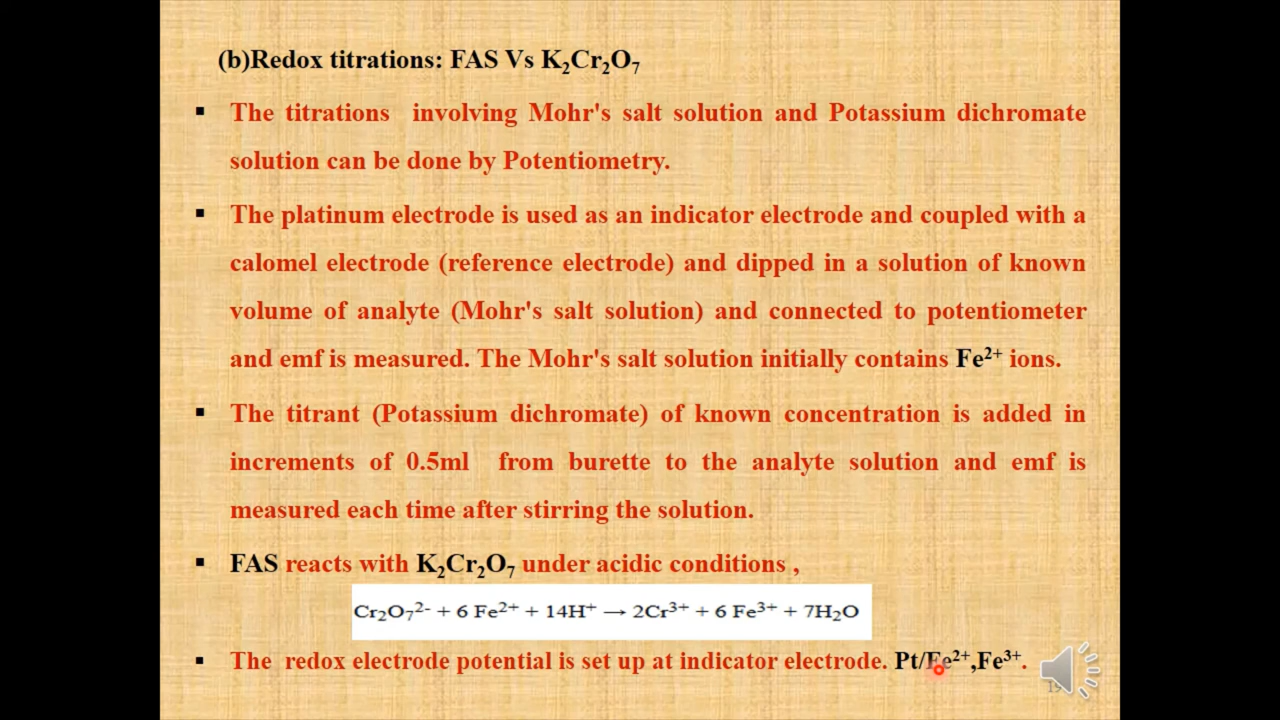 (b)Redox titrations: FAS Vs K₂Cr₂O₇
▪ The titrations involving Mohr's salt solution and Potassium dichromate
solution can be done by Potentiometry.
▪ The platinum electrode is used as an indicator electrode and coupled with a
calomel electrode (reference electrode) and dipped in a solution of known
volume of analyte (Mohr's salt solution) and connected to potentiometer
and emf is measured. The Mohr's salt solution initially contains Fe²⁺ ions.
▪ The titrant (Potassium dichromate) of known concentration is added in
increments of 0.5ml from burette to the analyte solution and emf is
measured each time after stirring the solution.
▪ FAS reacts with K₂Cr₂O₇ under acidic conditions ,
Cr₂O₇²⁻ + 6 Fe²⁺ + 14H⁺ → 2Cr³⁺ + 6 Fe³⁺ + 7H₂O
▪ The redox electrode potential is set up at indicator electrode. Pt/Fe²⁺,Fe³⁺.